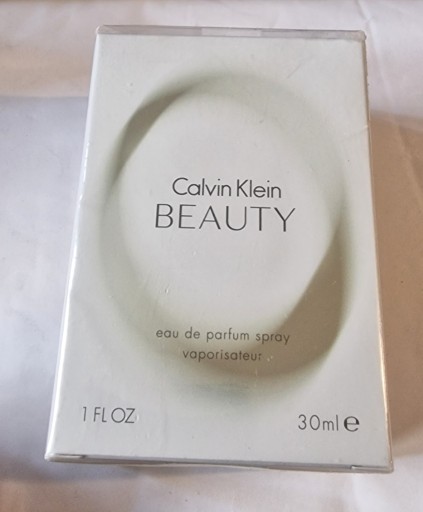 Calvin Klein
BEAUTY
eau de parfum spray
vaporisateur
1 FL OZ
30ml ℮